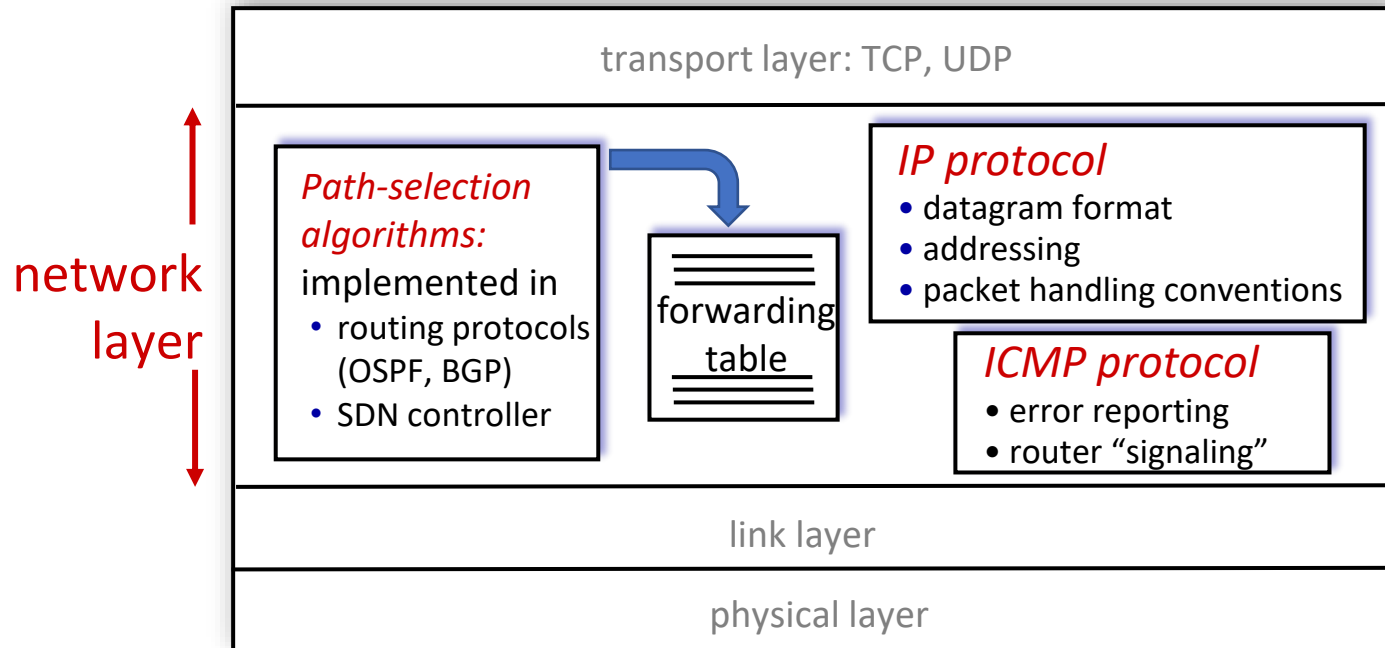 transport layer: TCP, UDP
network
layer
Path-selection
algorithms:
implemented in
• routing protocols
(OSPF, BGP)
• SDN controller
forwarding
table
IP protocol
• datagram format
• addressing
• packet handling conventions
ICMP protocol
• error reporting
• router “signaling”
link layer
physical layer